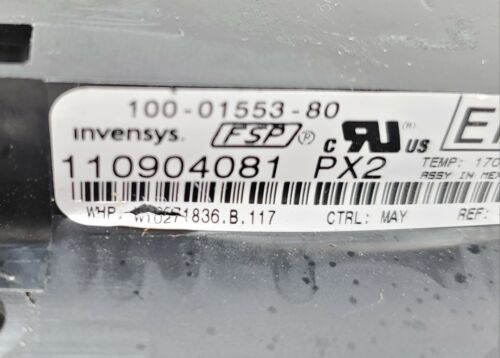 100-01553-80
invensys. FSP® c RU us (R) E
110904081 PX2 TEMP: 170
ASSY IN MEX
WHP. W10271836.B.117 CTRL: MAY REF: